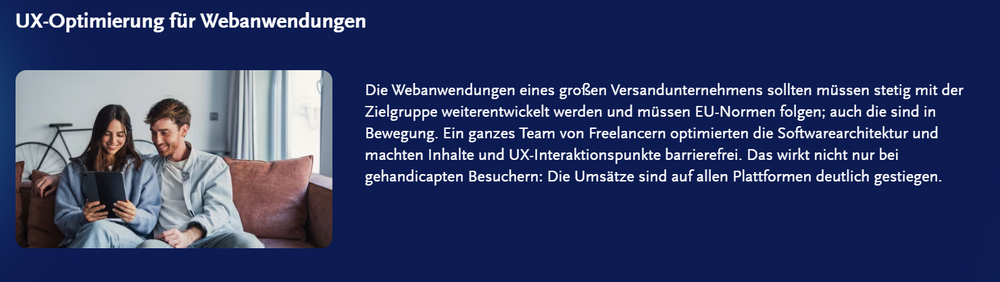 UX-Optimierung für Webanwendungen
Die Webanwendungen eines großen Versandunternehmens sollten müssen stetig mit der
Zielgruppe weiterentwickelt werden und müssen EU-Normen folgen; auch die sind in
Bewegung. Ein ganzes Team von Freelancern optimierten die Softwarearchitektur und
machten Inhalte und UX-Interaktionspunkte barrierefrei. Das wirkt nicht nur bei
gehandicapten Besuchern: Die Umsätze sind auf allen Plattformen deutlich gestiegen.